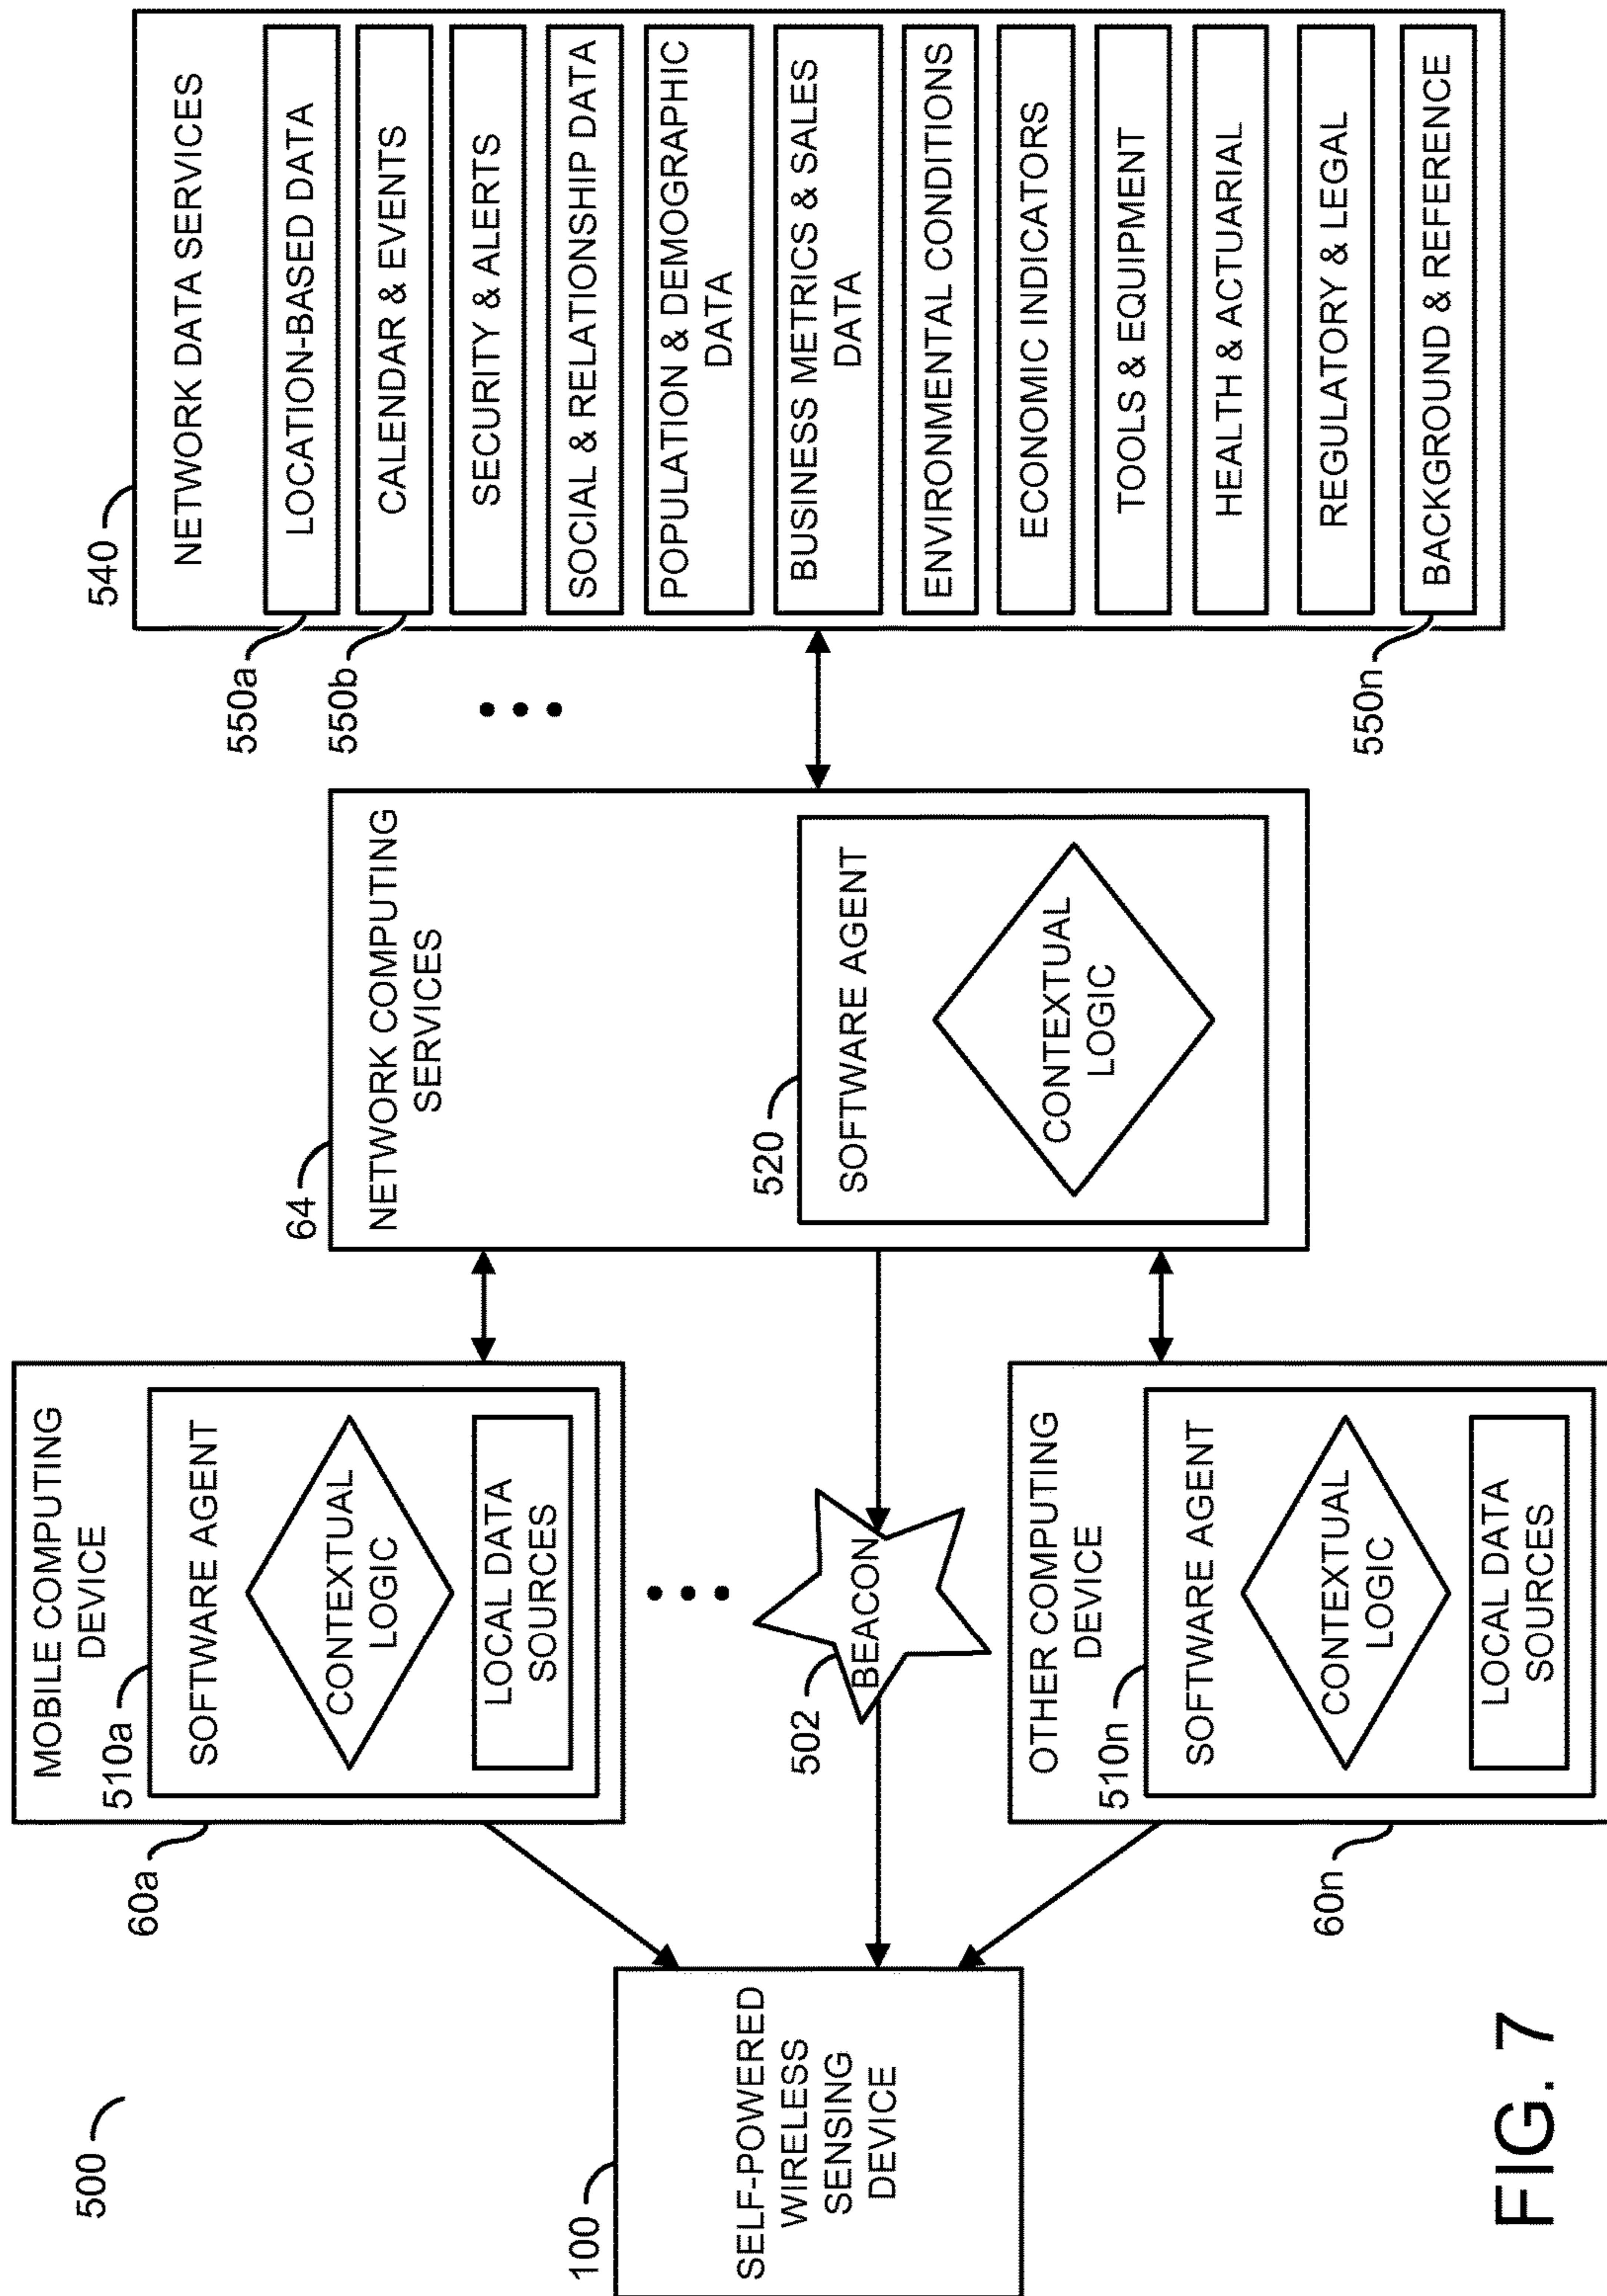 500
100
SELF-POWERED
WIRELESS
SENSING
DEVICE
60a
MOBILE COMPUTING
DEVICE
510a
SOFTWARE AGENT
CONTEXTUAL
LOGIC
LOCAL DATA
SOURCES
502
BEACON
60n
OTHER COMPUTING
DEVICE
510n
SOFTWARE AGENT
CONTEXTUAL
LOGIC
LOCAL DATA
SOURCES
64
NETWORK COMPUTING
SERVICES
520
SOFTWARE AGENT
CONTEXTUAL
LOGIC
540
NETWORK DATA SERVICES
550a
LOCATION-BASED DATA
550b
CALENDAR & EVENTS
SECURITY & ALERTS
SOCIAL & RELATIONSHIP DATA
POPULATION & DEMOGRAPHIC
DATA
BUSINESS METRICS & SALES
DATA
ENVIRONMENTAL CONDITIONS
ECONOMIC INDICATORS
TOOLS & EQUIPMENT
HEALTH & ACTUARIAL
REGULATORY & LEGAL
550n
BACKGROUND & REFERENCE
FIG. 7